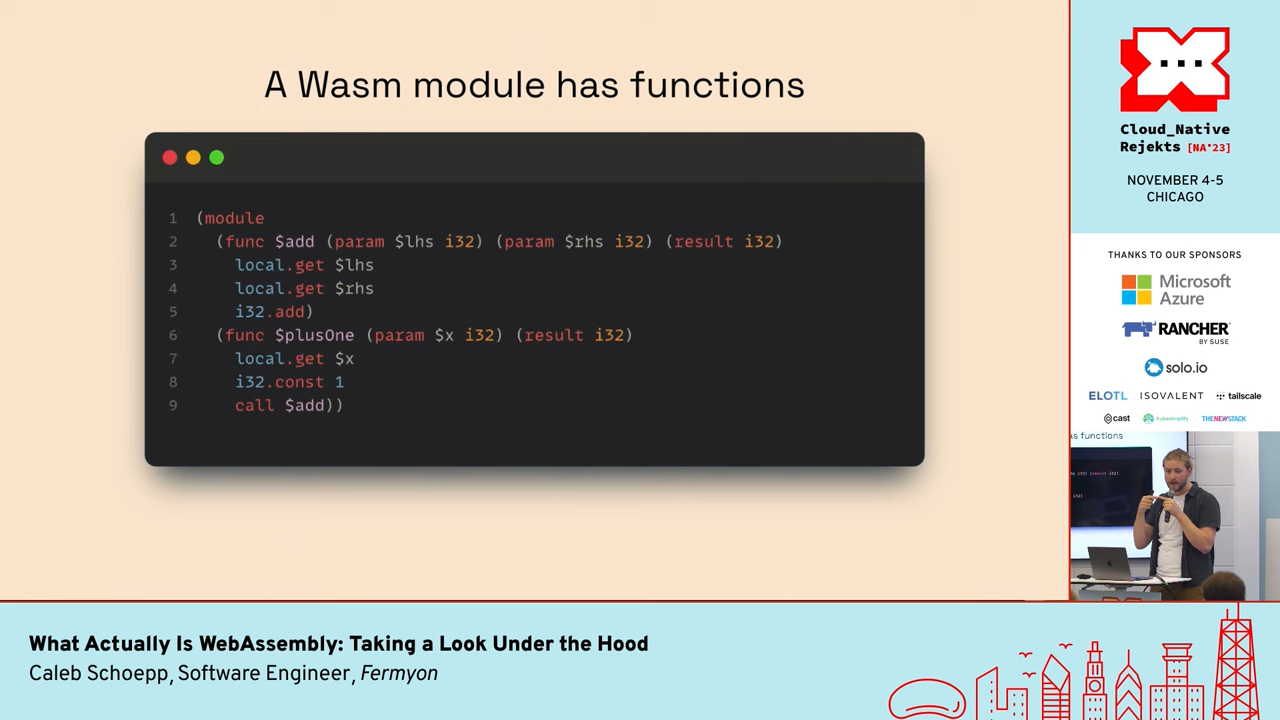 A Wasm module has functions
1 (module
2 (func $add (param $lhs i32) (param $rhs i32) (result i32)
3 local.get $lhs
4 local.get $rhs
5 i32.add)
6 (func $plusOne (param $x i32) (result i32)
7 local.get $x
8 i32.const 1
9 call $add))
Cloud_Native
Rejekts [NA'23]
NOVEMBER 4-5
CHICAGO
THANKS TO OUR SPONSORS
Microsoft
Azure
RANCHER
BY SUSE
solo.io
ELOTL ISOVALENT tailscale
cast kubesimplify THENEWSTACK
as functions
What Actually Is WebAssembly: Taking a Look Under the Hood
Caleb Schoepp, Software Engineer, Fermyon